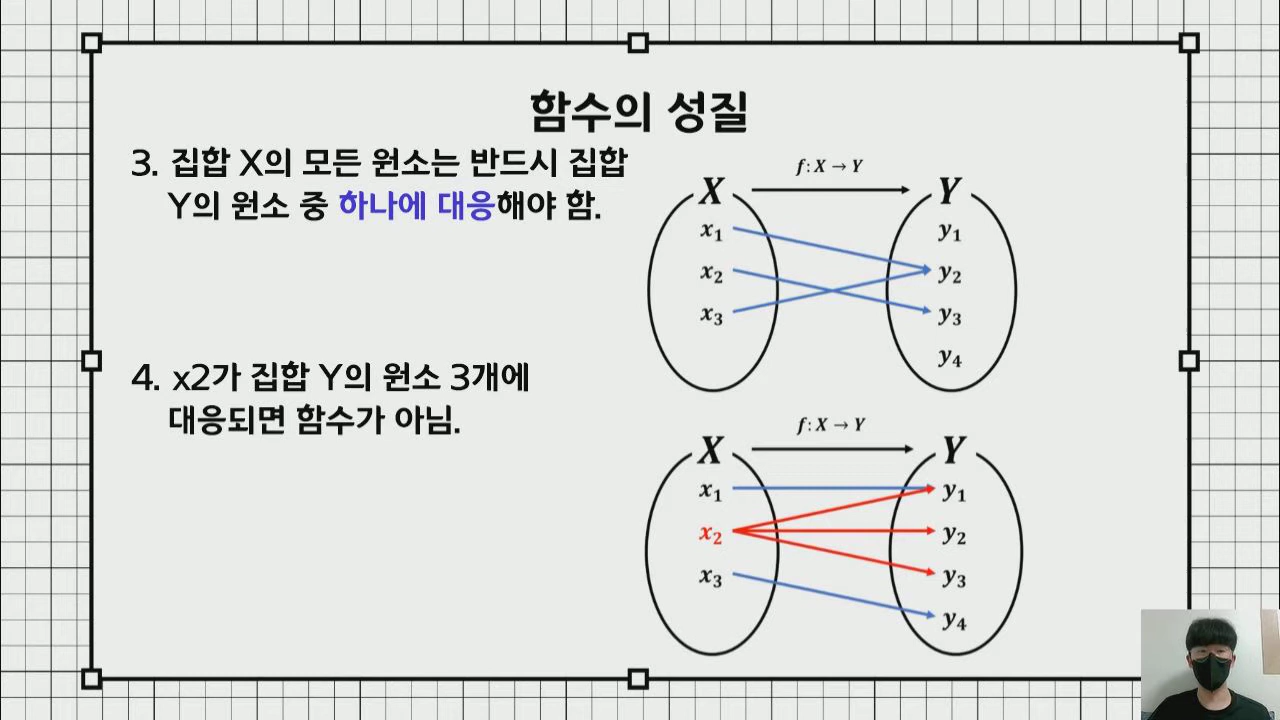 함수의 성질
3. 집합 X의 모든 원소는 반드시 집합
Y의 원소 중 하나에 대응해야 함.
f: X → Y
X
Y
x₁
y₁
x₂
y₂
x₃
y₃
y₄
4. x2가 집합 Y의 원소 3개에
대응되면 함수가 아님.
f: X → Y
X
Y
x₁
y₁
x₂
y₂
x₃
y₃
y₄